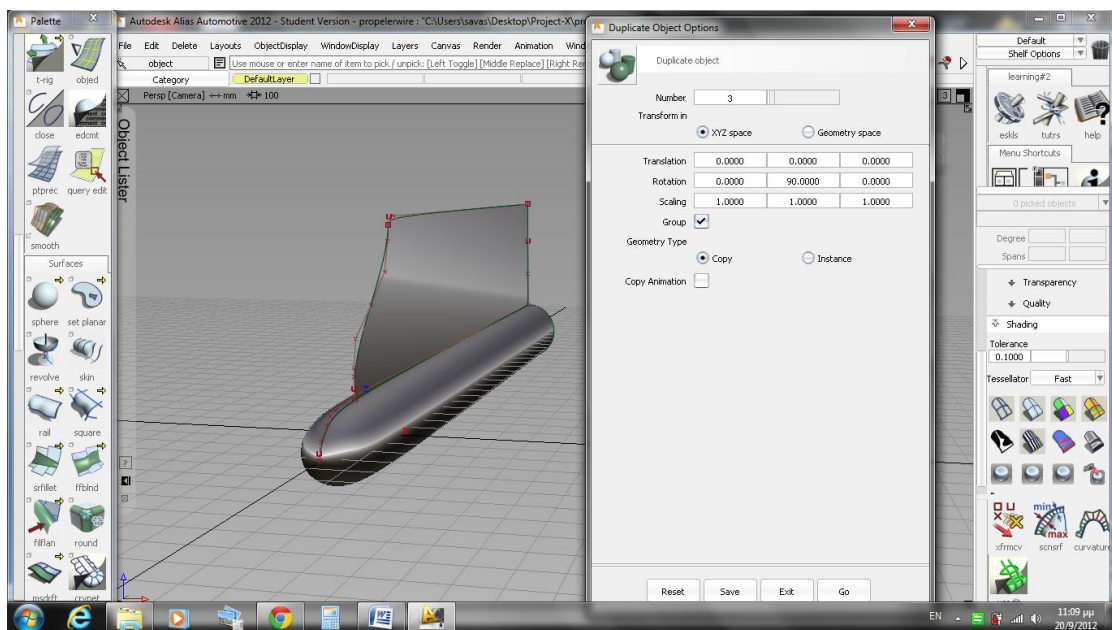 Palette
Autodesk Alias Automotive 2012 - Student Version - propelerwire : "C:\Users\savas\Desktop\Project-X\pr
Duplicate Object Options
File Edit Delete Layouts ObjectDisplay WindowDisplay Layers Canvas Render Animation Wind
object
Use mouse or enter name of item to pick / unpick: [Left Toggle] [Middle Replace] [Right Re
Category
DefaultLayer
Persp [Camera] mm 100
Object Lister
t-rig objed
close edcmt
ptprec query edit
smooth
Surfaces
sphere set planar
revolve skin
rail square
srfillet ffblnd
filflan round
msdrft crvnet
Duplicate object
Number 3
Transform in
XYZ space Geometry space
Translation 0.0000 0.0000 0.0000
Rotation 0.0000 90.0000 0.0000
Scaling 1.0000 1.0000 1.0000
Group
Geometry Type
Copy Instance
Copy Animation
Reset Save Exit Go
Default
Shelf Options
learning#2
eskls tutrs help
Menu Shortcuts
3
0 picked objects
Degree
Spans
Transparency
Quality
Shading
Tolerance
0.1000
Tessellator Fast
min
max
xfrmcv scnsrf curvature
EN
11:09 μμ
20/9/2012